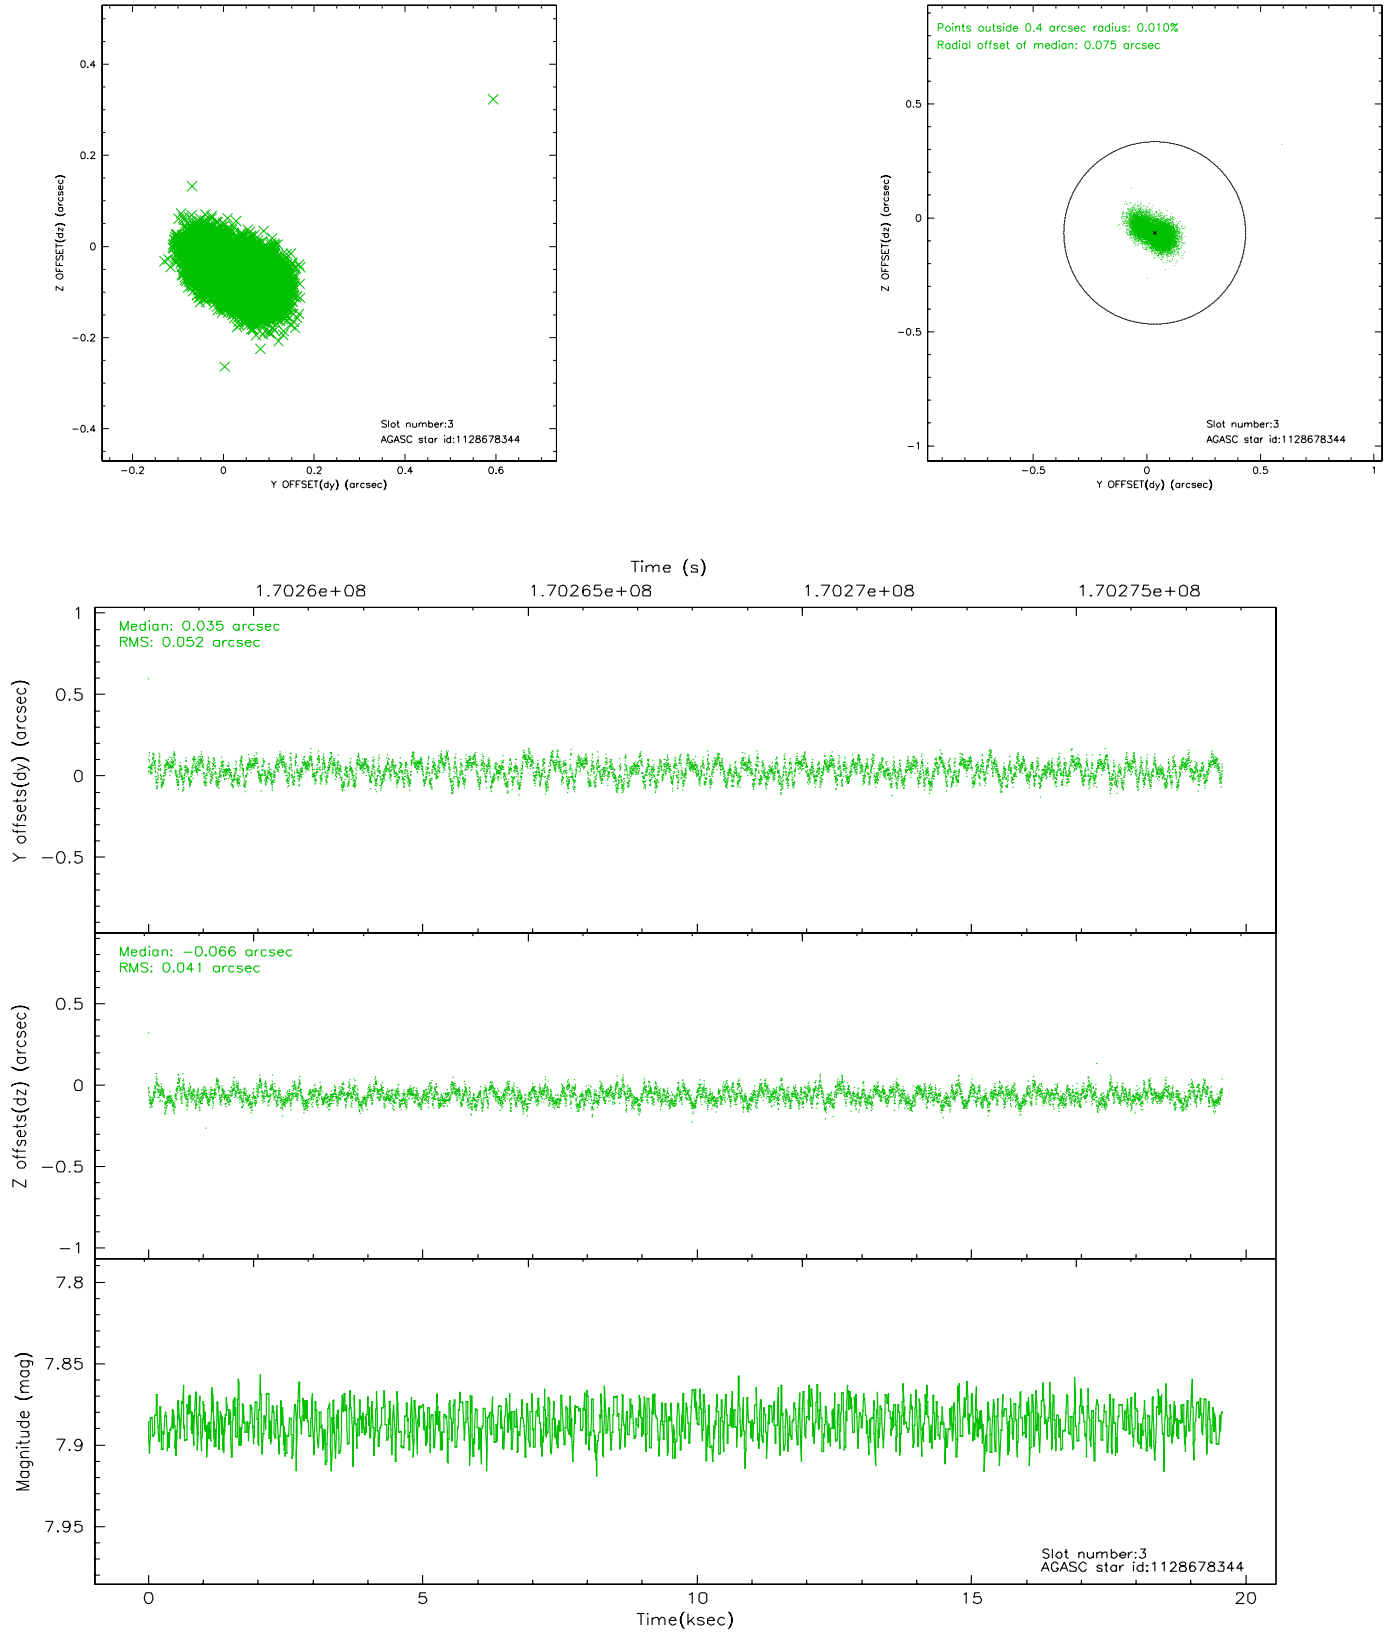 0.4
0.2
0
−0.2
−0.4
Z OFFSET(dz) (arcsec)
Slot number:3
AGASC star id:1128678344
−0.2
0
0.2
0.4
0.6
Y OFFSET(dy) (arcsec)
Points outside 0.4 arcsec radius: 0.010%
Radial offset of median: 0.075 arcsec
0.5
0
−0.5
−1
Z OFFSET(dz) (arcsec)
Slot number:3
AGASC star id:1128678344
−0.5
0
0.5
1
Y OFFSET(dy) (arcsec)
Time (s)
1.7026e+08
1.70265e+08
1.7027e+08
1.70275e+08
Median: 0.035 arcsec
RMS: 0.052 arcsec
1
0.5
0
−0.5
Y offsets(dy) (arcsec)
Median: −0.066 arcsec
RMS: 0.041 arcsec
0.5
0
−0.5
−1
Z offsets(dz) (arcsec)
7.8
7.85
7.9
7.95
Magnitude (mag)
Slot number:3
AGASC star id:1128678344
0
5
10
15
20
Time(ksec)